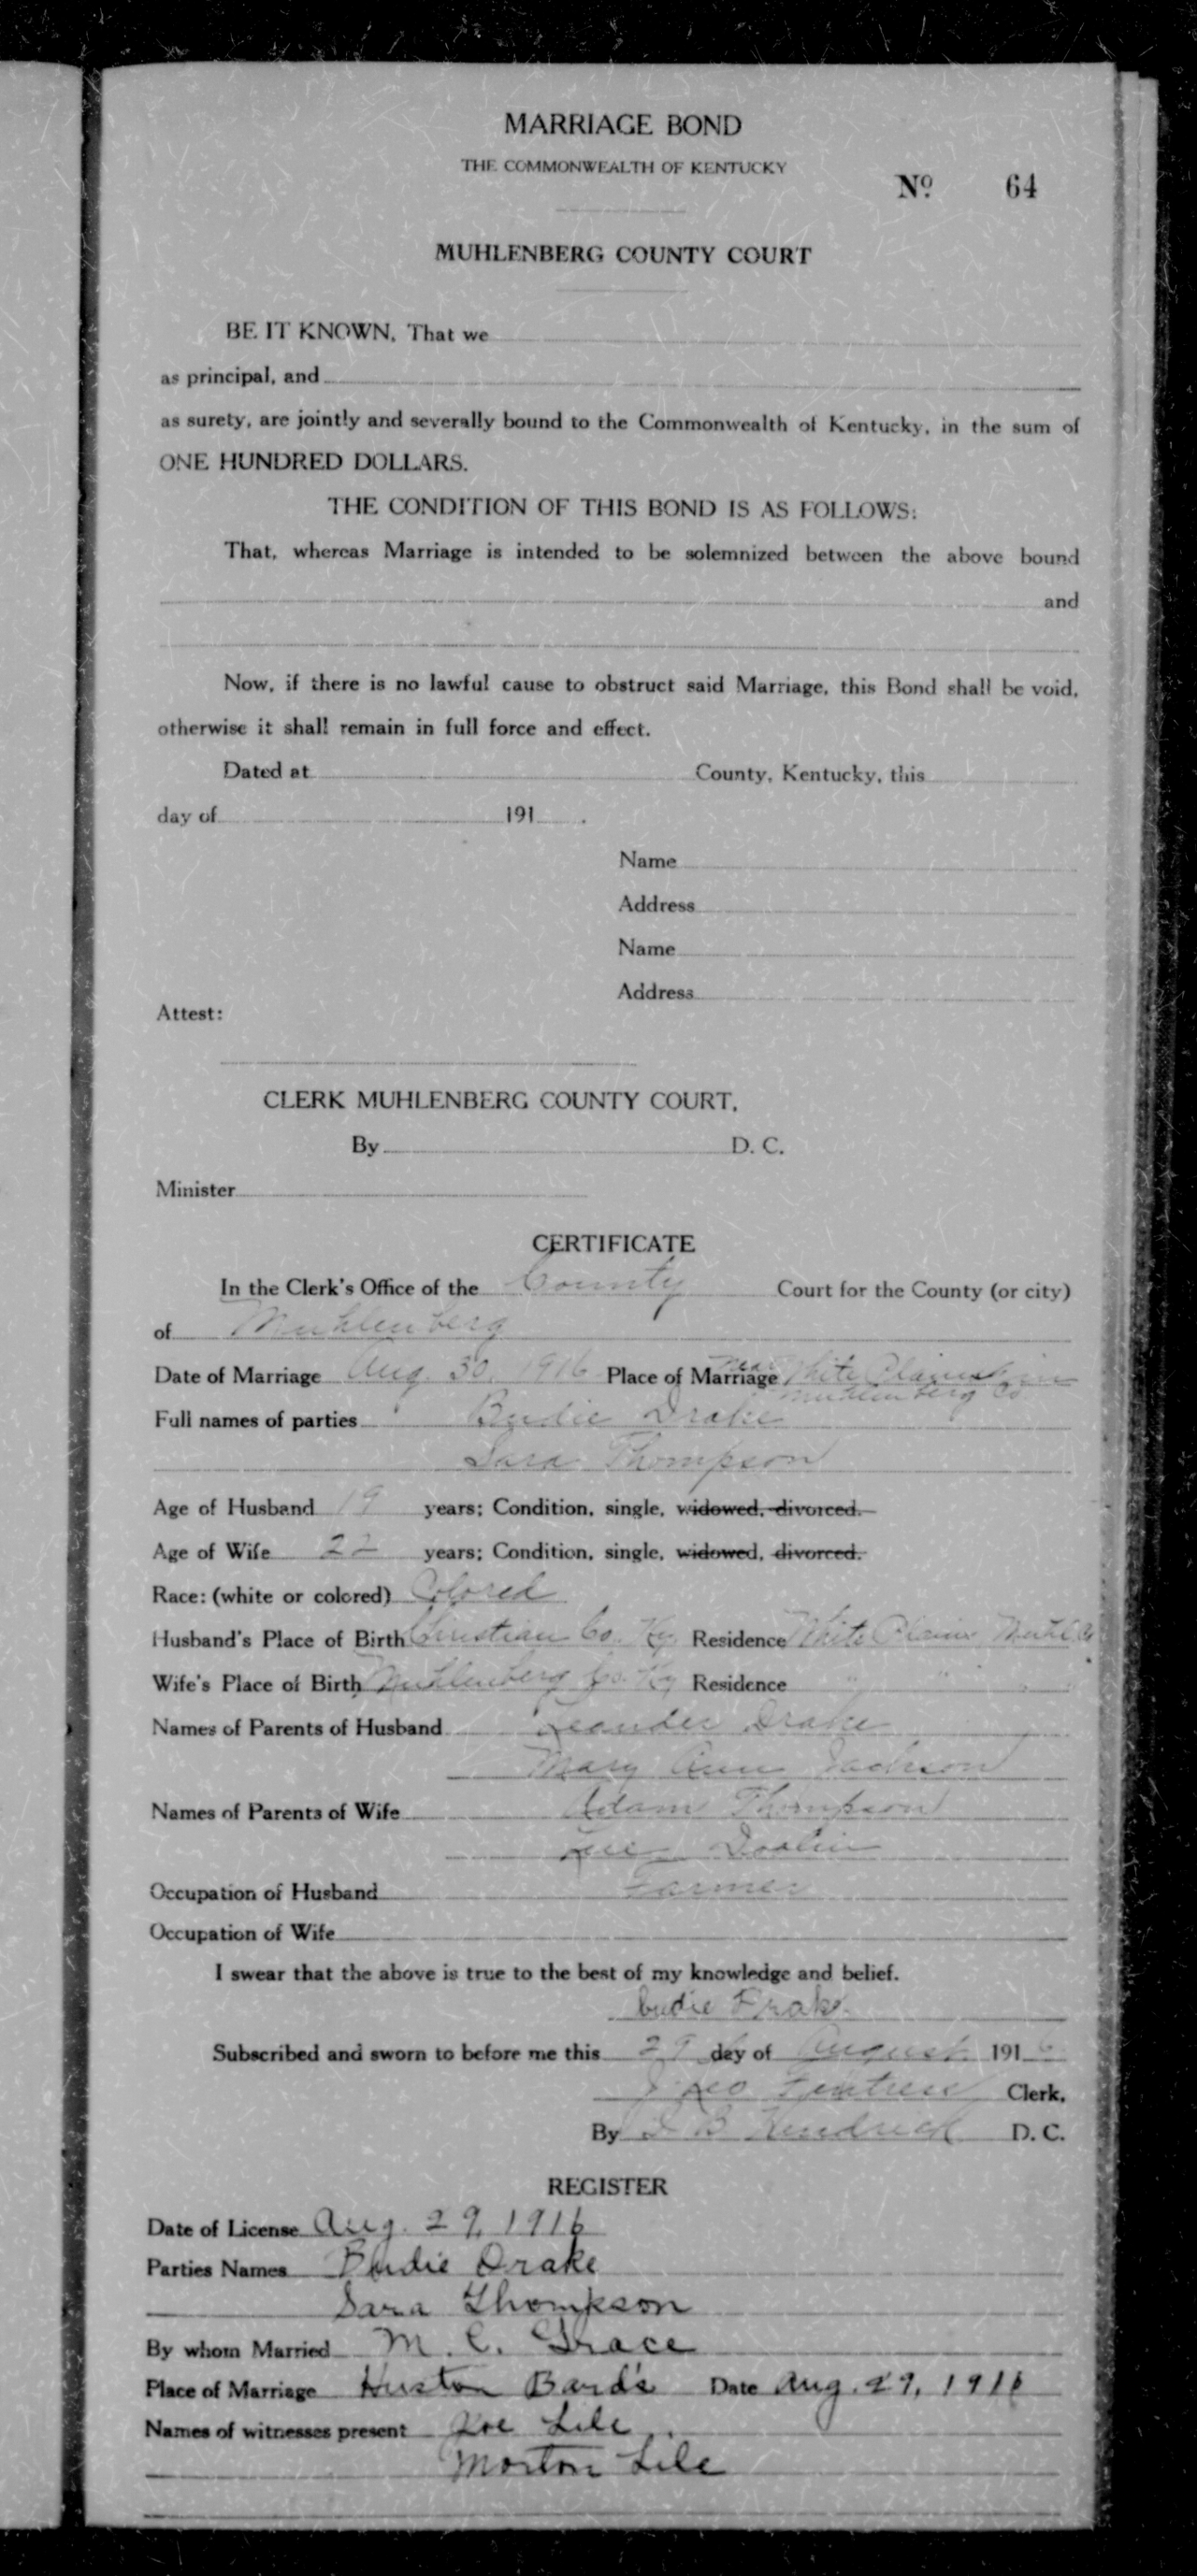 MARRIAGE BOND
THE COMMONWEALTH OF KENTUCKY
No. 64
MUHLENBERG COUNTY COURT
BE IT KNOWN, That we
as principal, and
as surety, are jointly and severally bound to the Commonwealth of Kentucky, in the sum of
ONE HUNDRED DOLLARS.
THE CONDITION OF THIS BOND IS AS FOLLOWS:
That, whereas Marriage is intended to be solemnized between the above bound
and
Now, if there is no lawful cause to obstruct said Marriage, this Bond shall be void,
otherwise it shall remain in full force and effect.
Dated at County, Kentucky, this
day of 191 .
Name
Address
Name
Address
Attest:
CLERK MUHLENBERG COUNTY COURT,
By D. C.
Minister
CERTIFICATE
In the Clerk's Office of the County Court for the County (or city)
of Muhlenberg
Date of Marriage Aug. 30, 1916 Place of Marriage near White Plains in
Muhlenberg Co
Full names of parties Budie Drake
Sara Thompson
Age of Husband 19 years; Condition, single, widowed, divorced.
Age of Wife 22 years; Condition, single, widowed, divorced.
Race: (white or colored) Colored
Husband's Place of Birth Christian Co. Ky Residence White Plains Muhl Co
Wife's Place of Birth Muhlenberg Co. Ky Residence " " "
Names of Parents of Husband Leander Drake
Mary Ann Jackson
Names of Parents of Wife Adam Thompson
Occupation of Husband Farmer
Occupation of Wife
I swear that the above is true to the best of my knowledge and belief.
budie Drake
Subscribed and sworn to before me this 29 day of August 1916
J Leo Fentress Clerk.
By Kendrick D. C.
REGISTER
Date of License Aug. 29, 1916
Parties Names Budie Drake
Sara Thompson
By whom Married M. C. Grace
Place of Marriage Huston Bard's Date Aug. 29, 1916
Names of witnesses present Joe Lile
Morton Lile